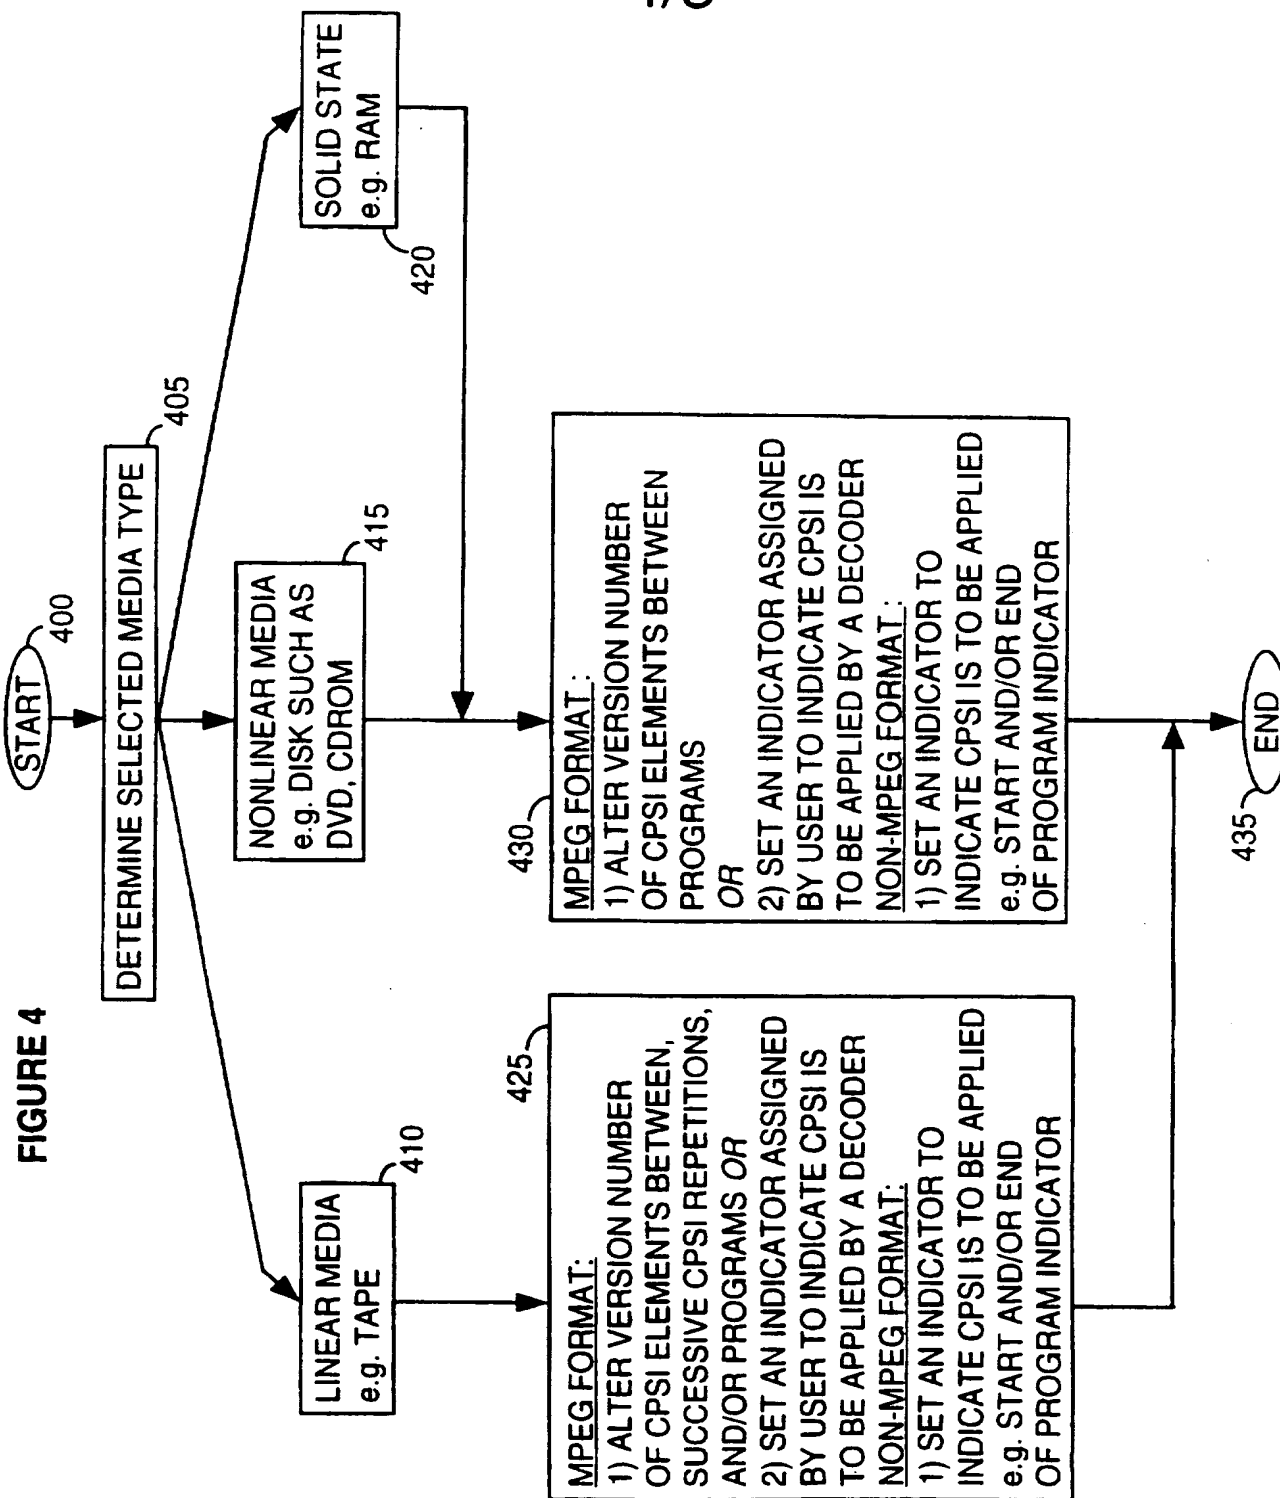 FIGURE 4
START
400
DETERMINE SELECTED MEDIA TYPE
405
LINEAR MEDIA
e.g. TAPE
410
NONLINEAR MEDIA
e.g. DISK SUCH AS
DVD, CDROM
415
SOLID STATE
e.g. RAM
420
425
MPEG FORMAT:
1) ALTER VERSION NUMBER
OF CPSI ELEMENTS BETWEEN,
SUCCESSIVE CPSI REPETITIONS,
AND/OR PROGRAMS OR
2) SET AN INDICATOR ASSIGNED
BY USER TO INDICATE CPSI IS
TO BE APPLIED BY A DECODER
NON-MPEG FORMAT:
1) SET AN INDICATOR TO
INDICATE CPSI IS TO BE APPLIED
e.g. START AND/OR END
OF PROGRAM INDICATOR
430
MPEG FORMAT :
1) ALTER VERSION NUMBER
OF CPSI ELEMENTS BETWEEN
PROGRAMS
OR
2) SET AN INDICATOR ASSIGNED
BY USER TO INDICATE CPSI IS
TO BE APPLIED BY A DECODER
NON-MPEG FORMAT :
1) SET AN INDICATOR TO
INDICATE CPSI IS TO BE APPLIED
e.g. START AND/OR END
OF PROGRAM INDICATOR
435
END